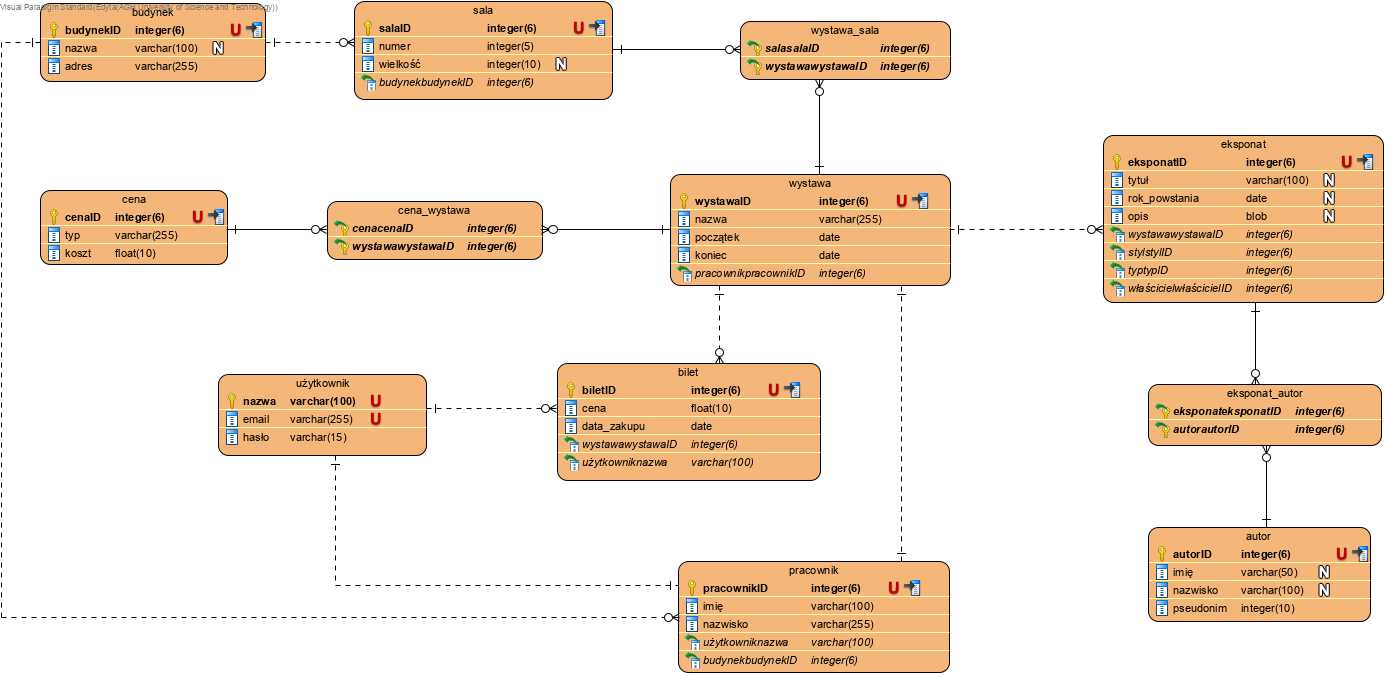 Visual Paradigm Standard(Edyta(AGH University of Science and Technology))
budynek
budynekID integer(6) U
nazwa varchar(100) N
adres varchar(255)
sala
salaID integer(6) U
numer integer(5)
wielkość integer(10) N
budynekbudynekID integer(6)
wystawa_sala
salasalaID integer(6)
wystawawystawaID integer(6)
eksponat
eksponatID integer(6) U
tytuł varchar(100) N
rok_powstania date N
opis blob N
wystawawystawaID integer(6)
stylstylID integer(6)
typtypID integer(6)
właścicielwłaścicielID integer(6)
cena
cenaID integer(6) U
typ varchar(255)
koszt float(10)
cena_wystawa
cenacenaID integer(6)
wystawawystawaID integer(6)
wystawa
wystawaID integer(6) U
nazwa varchar(255)
początek date
koniec date
pracownikpracownikID integer(6)
użytkownik
nazwa varchar(100) U
email varchar(255) U
hasło varchar(15)
bilet
biletID integer(6) U
cena float(10)
data_zakupu date
wystawawystawaID integer(6)
użytkowniknazwa varchar(100)
eksponat_autor
eksponateksponatID integer(6)
autorautorID integer(6)
autor
autorID integer(6) U
imię varchar(50) N
nazwisko varchar(100) N
pseudonim integer(10)
pracownik
pracownikID integer(6) U
imię varchar(100)
nazwisko varchar(255)
użytkowniknazwa varchar(100)
budynekbudynekID integer(6)